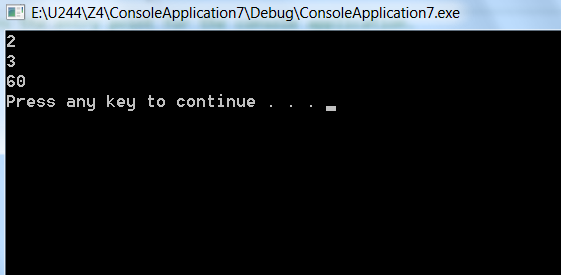 E:\U244\Z4\ConsoleApplication7\Debug\ConsoleApplication7.exe
2
3
60
Press any key to continue . . . _